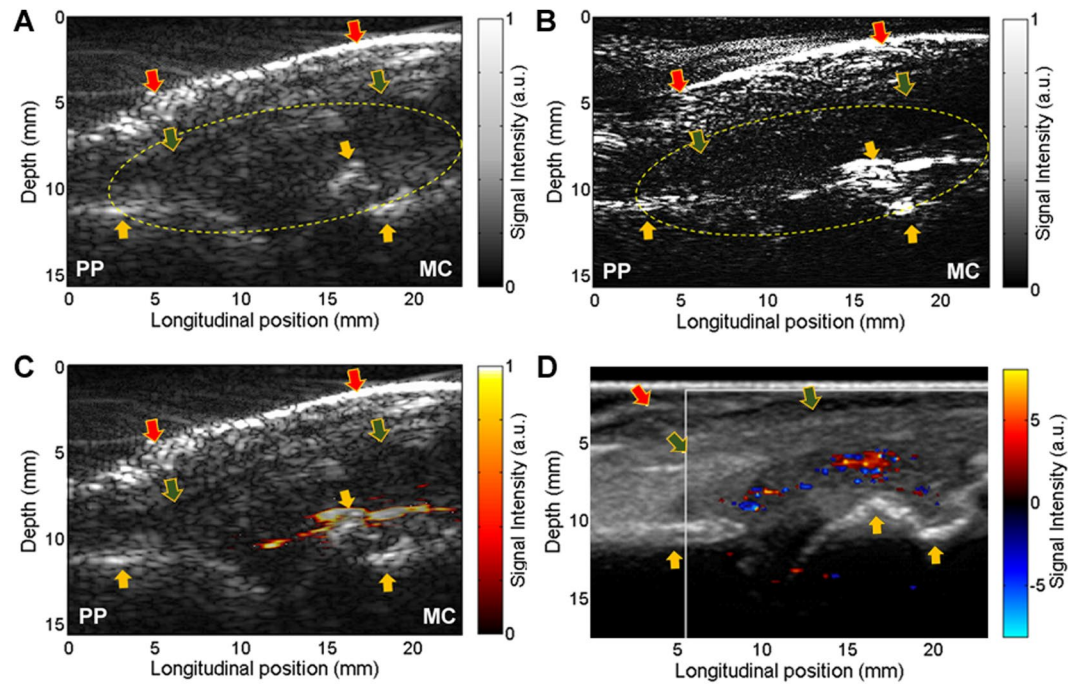 A
0
5
10
15
Depth (mm)
PP
MC
0 5 10 15 20
Longitudinal position (mm)
1
0
Signal Intensity (a.u.)
B
0
5
10
15
Depth (mm)
PP
MC
0 5 10 15 20
Longitudinal position (mm)
1
0
Signal Intensity (a.u.)
C
0
5
10
15
Depth (mm)
PP
MC
0 5 10 15 20
Longitudinal position (mm)
1
0
Signal Intensity (a.u.)
D
0
5
10
15
Depth (mm)
5 10 15 20
Longitudinal position (mm)
5
0
-5
Signal Intensity (a.u.)